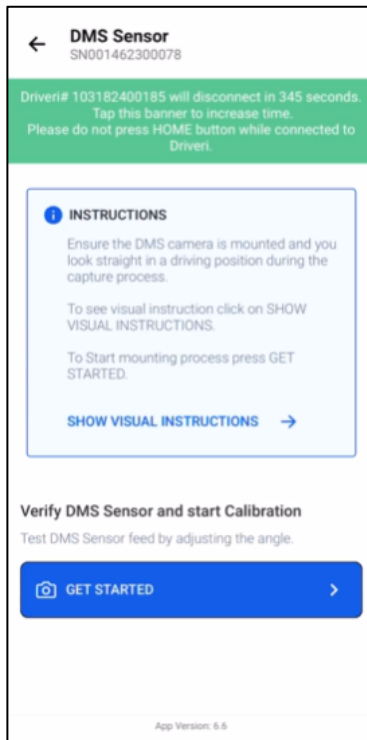 DMS Sensor
SN001462300078
Driveri# 103182400185 will disconnect in 345 seconds.
Tap this banner to increase time.
Please do not press HOME button while connected to
Driveri.
INSTRUCTIONS
Ensure the DMS camera is mounted and you
look straight in a driving position during the
capture process.
To see visual instruction click on SHOW
VISUAL INSTRUCTIONS.
To Start mounting process press GET
STARTED.
SHOW VISUAL INSTRUCTIONS
Verify DMS Sensor and start Calibration
Test DMS Sensor feed by adjusting the angle.
GET STARTED
App Version: 6.6